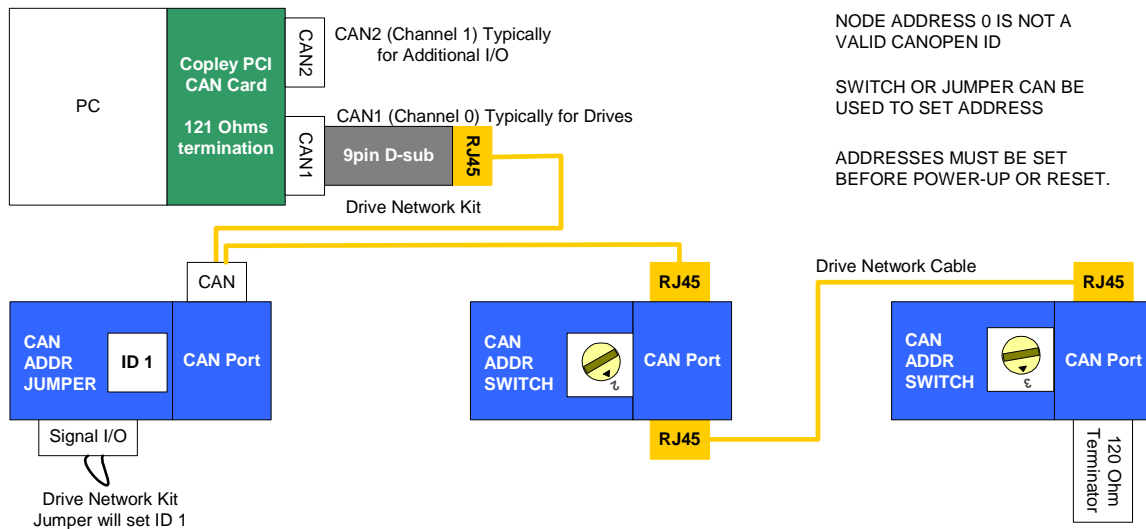 PC
Copley PCI
CAN Card
121 Ohms
termination
CAN2
CAN1
CAN2 (Channel 1) Typically
for Additional I/O
CAN1 (Channel 0) Typically for Drives
9pin D-sub
RJ45
Drive Network Kit
NODE ADDRESS 0 IS NOT A
VALID CANOPEN ID
SWITCH OR JUMPER CAN BE
USED TO SET ADDRESS
ADDRESSES MUST BE SET
BEFORE POWER-UP OR RESET.
CAN
CAN
ADDR
JUMPER
ID 1
CAN Port
Signal I/O
Drive Network Kit
Jumper will set ID 1
RJ45
CAN
ADDR
SWITCH
2
CAN Port
RJ45
Drive Network Cable
RJ45
CAN
ADDR
SWITCH
3
CAN Port
120 Ohm
Terminator